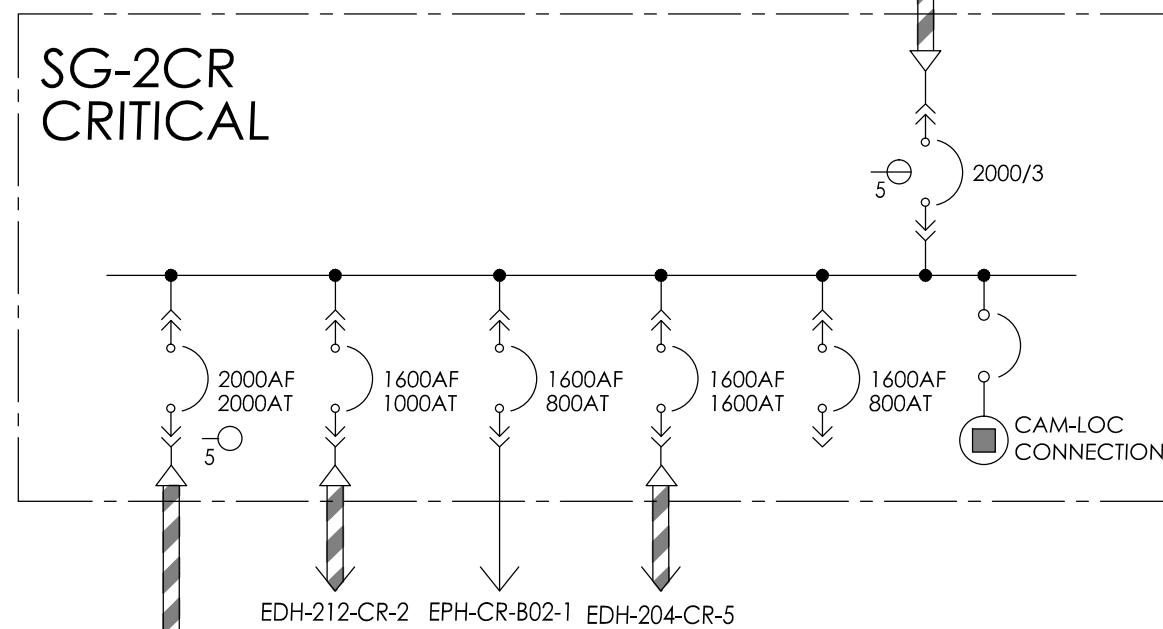 SG-2CR
CRITICAL
5
2000/3
2000AF
2000AT
5
1600AF
1000AT
1600AF
800AT
1600AF
1600AT
1600AF
800AT
CAM-LOC
CONNECTION
EDH-212-CR-2
EPH-CR-B02-1
EDH-204-CR-5